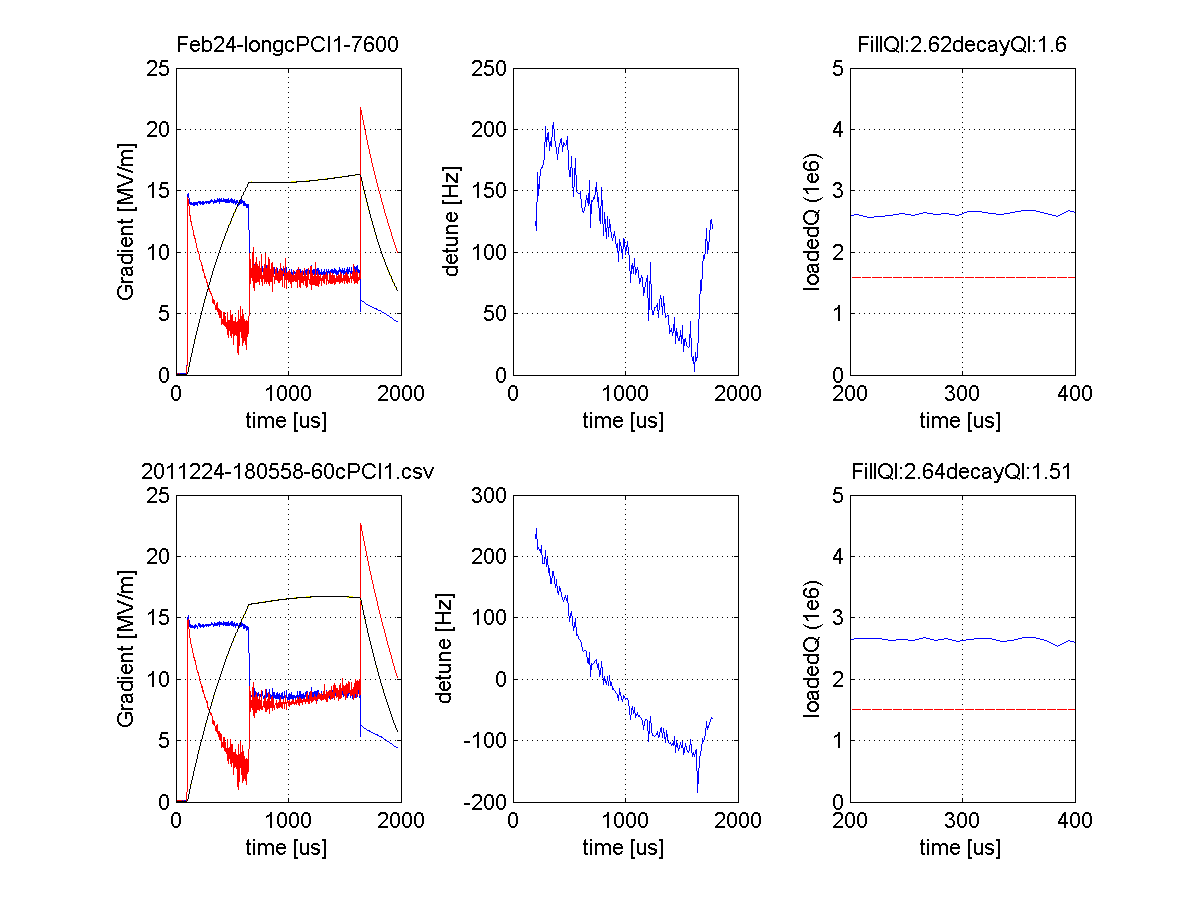 Feb24-longcPCI1-7600
25
20
15
10
5
0
0 1000 2000
Gradient [MV/m]
time [us]
250
200
150
100
50
0
0 1000 2000
detune [Hz]
time [us]
FillQl:2.62decayQl:1.6
5
4
3
2
1
0
200 300 400
loadedQ (1e6)
time [us]
2011224-180558-60cPCI1.csv
25
20
15
10
5
0
0 1000 2000
Gradient [MV/m]
time [us]
300
200
100
0
-100
-200
0 1000 2000
detune [Hz]
time [us]
FillQl:2.64decayQl:1.51
5
4
3
2
1
0
200 300 400
loadedQ (1e6)
time [us]